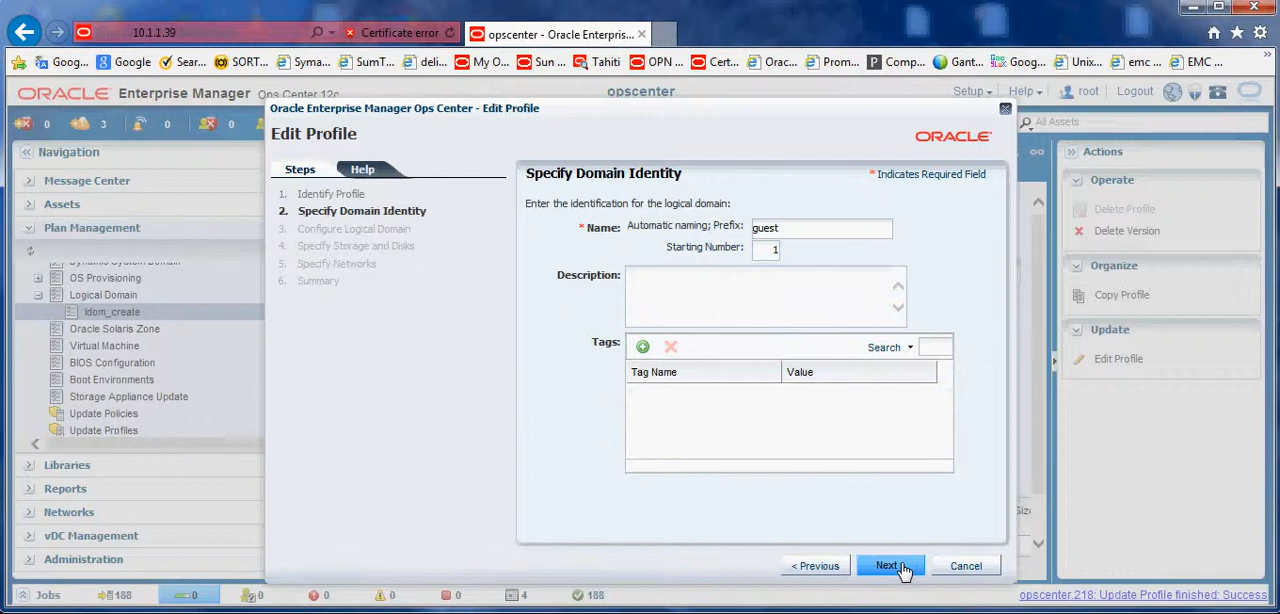 10.1.1.39
Certificate error
opscenter - Oracle Enterpris...
Goog...
Google
Sear...
SORT...
Syma...
SumT...
deli...
My O...
Sun ...
Tahiti
OPN ...
Cert...
Orac...
Prom...
Comp...
Gant...
Goog...
Unix...
emc ...
EMC ...
ORACLE Enterprise Manager Ops Center 12c
opscenter
Setup
Help
root
Logout
0
3
0
0
All Assets
Navigation
Message Center
Assets
Plan Management
OS Provisioning
Logical Domain
ldom_create
Oracle Solaris Zone
Virtual Machine
BIOS Configuration
Boot Environments
Storage Appliance Update
Update Policies
Update Profiles
Libraries
Reports
Networks
vDC Management
Administration
Oracle Enterprise Manager Ops Center - Edit Profile
Edit Profile
ORACLE
Steps
Help
1. Identify Profile
2. Specify Domain Identity
3. Configure Logical Domain
4. Specify Storage and Disks
5. Specify Networks
6. Summary
Specify Domain Identity
* Indicates Required Field
Enter the identification for the logical domain:
* Name: Automatic naming; Prefix: guest
Starting Number: 1
Description:
Tags:
Search
Tag Name
Value
< Previous
Next
Cancel
Actions
Operate
Delete Profile
Delete Version
Organize
Copy Profile
Update
Edit Profile
Jobs
188
0
0
0
0
0
4
188
opscenter.218: Update Profile finished: Success